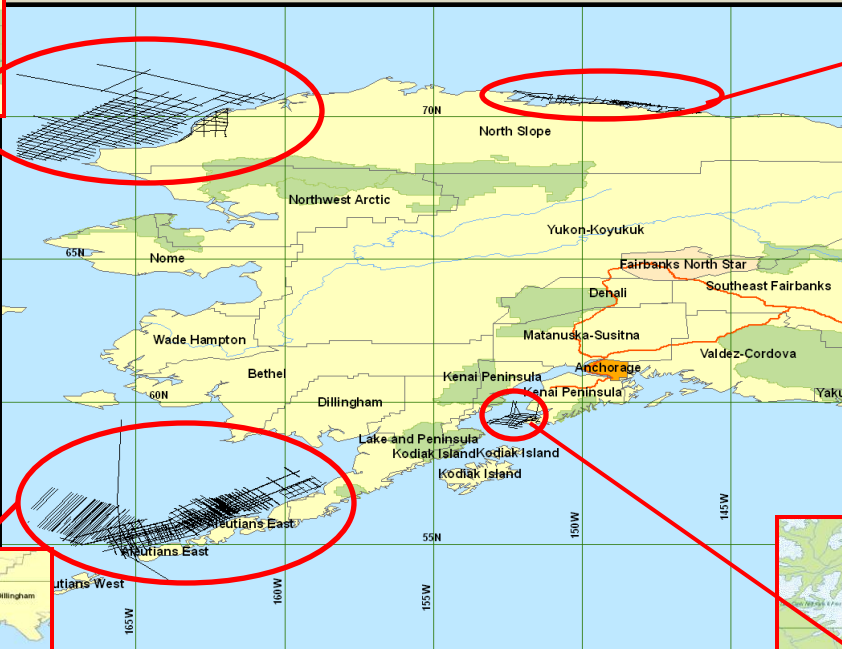 70N
North Slope
Northwest Arctic
Yukon-Koyukuk
65N
Nome
Fairbanks North Star
Southeast Fairbanks
Denali
Matanuska-Susitna
Wade Hampton
Valdez-Cordova
Anchorage
Bethel
Kenai Peninsula
60N
Kenai Peninsula
Yaku
Dillingham
Lake and Peninsula
Kodiak Island
Kodiak Island
Kodiak Island
145W
150W
Aleutians East
55N
Aleutians East
utians West
160W
155W
165W
illingham